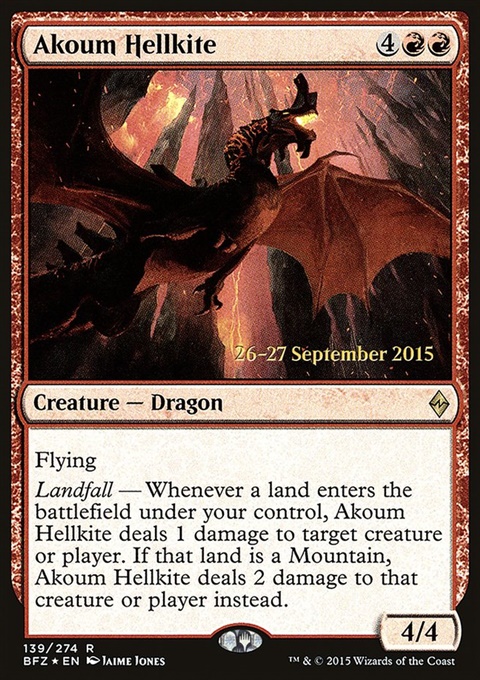 Akoum Hellkite 4
26-27 September 2015
Creature — Dragon
Flying
Landfall — Whenever a land enters the
battlefield under your control, Akoum
Hellkite deals 1 damage to target creature
or player. If that land is a Mountain,
Akoum Hellkite deals 2 damage to that
creature or player instead.
4/4
139/274 R
BFZ ★ EN Jaime Jones
™ & © 2015 Wizards of the Coast